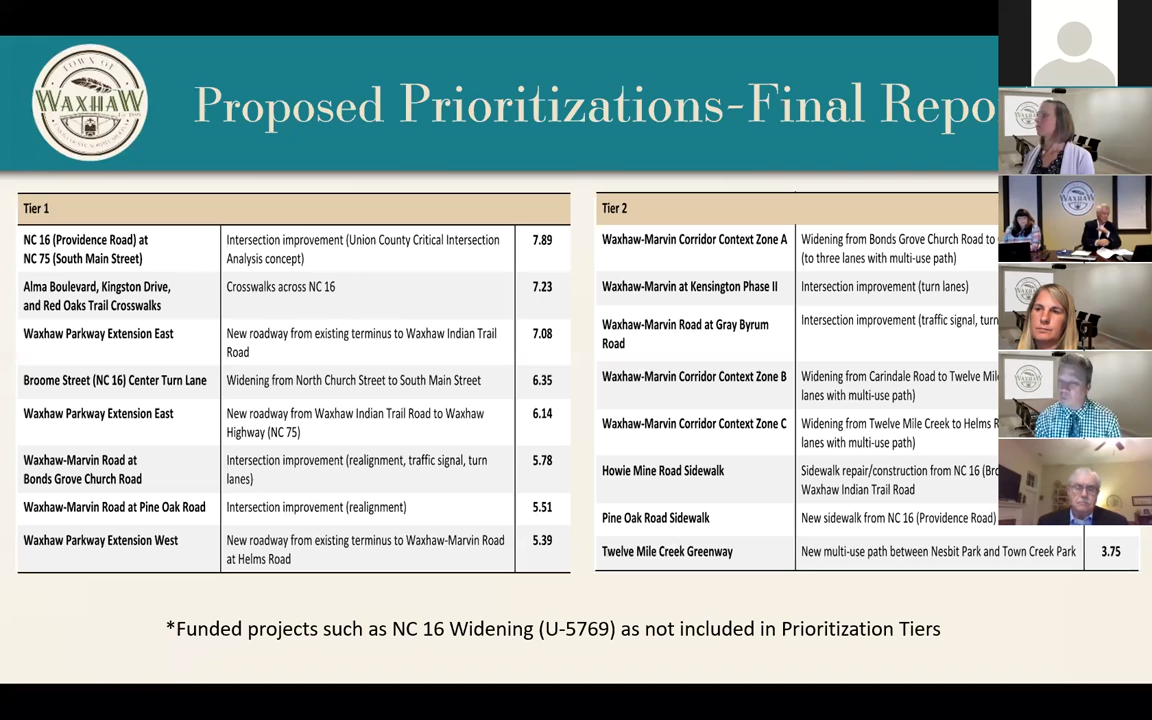 TOWN OF
WAXHAW
Proposed Prioritizations-Final Repo
Tier 1
NC 16 (Providence Road) at
NC 75 (South Main Street)
Intersection improvement (Union County Critical Intersection
Analysis concept)
7.89
Alma Boulevard, Kingston Drive,
and Red Oaks Trail Crosswalks
Crosswalks across NC 16
7.23
Waxhaw Parkway Extension East
New roadway from existing terminus to Waxhaw Indian Trail
Road
7.08
Broome Street (NC 16) Center Turn Lane
Widening from North Church Street to South Main Street
6.35
Waxhaw Parkway Extension East
New roadway from Waxhaw Indian Trail Road to Waxhaw
Highway (NC 75)
6.14
Waxhaw-Marvin Road at
Bonds Grove Church Road
Intersection improvement (realignment, traffic signal, turn
lanes)
5.78
Waxhaw-Marvin Road at Pine Oak Road
Intersection improvement (realignment)
5.51
Waxhaw Parkway Extension West
New roadway from existing terminus to Waxhaw-Marvin Road
at Helms Road
5.39
Tier 2
Waxhaw-Marvin Corridor Context Zone A
Widening from Bonds Grove Church Road to
(to three lanes with multi-use path)
Waxhaw-Marvin at Kensington Phase II
Intersection improvement (turn lanes)
Waxhaw-Marvin Road at Gray Byrum
Road
Intersection improvement (traffic signal, turn
Waxhaw-Marvin Corridor Context Zone B
Widening from Carindale Road to Twelve Mile
lanes with multi-use path)
Waxhaw-Marvin Corridor Context Zone C
Widening from Twelve Mile Creek to Helms R
lanes with multi-use path)
Howie Mine Road Sidewalk
Sidewalk repair/construction from NC 16 (Bro
Waxhaw Indian Trail Road
Pine Oak Road Sidewalk
New sidewalk from NC 16 (Providence Road)
Twelve Mile Creek Greenway
New multi-use path between Nesbit Park and Town Creek Park
3.75
*Funded projects such as NC 16 Widening (U-5769) as not included in Prioritization Tiers
WAXHAW